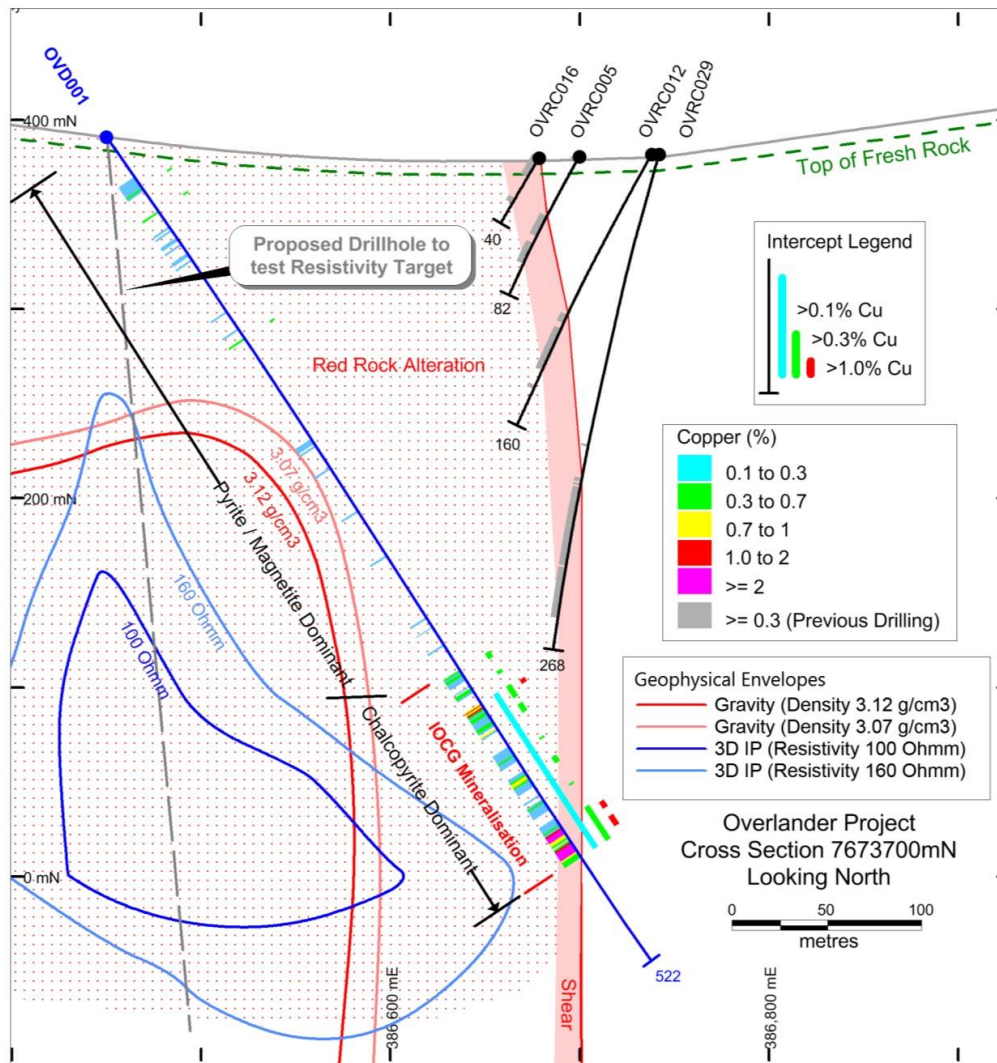 OVD001
OVRC016
OVRC005
OVRC012
OVRC029
400 mN
Top of Fresh Rock
40
82
160
268
Proposed Drillhole to
test Resistivity Target
Intercept Legend
>0.1% Cu
>0.3% Cu
>1.0% Cu
Red Rock Alteration
Copper (%)
0.1 to 0.3
0.3 to 0.7
0.7 to 1
1.0 to 2
>= 2
>= 0.3 (Previous Drilling)
200 mN
3.07 g/cm3
3.12 g/cm3
Pyrite / Magnetite Dominant
160 Ohmm
100 Ohmm
Chalcopyrite Dominant
IOCG Mineralisation
Geophysical Envelopes
Gravity (Density 3.12 g/cm3)
Gravity (Density 3.07 g/cm3)
3D IP (Resistivity 100 Ohmm)
3D IP (Resistivity 160 Ohmm)
Overlander Project
Cross Section 7673700mN
Looking North
0 50 100
metres
0 mN
522
386,600 mE
Shear
386,800 mE